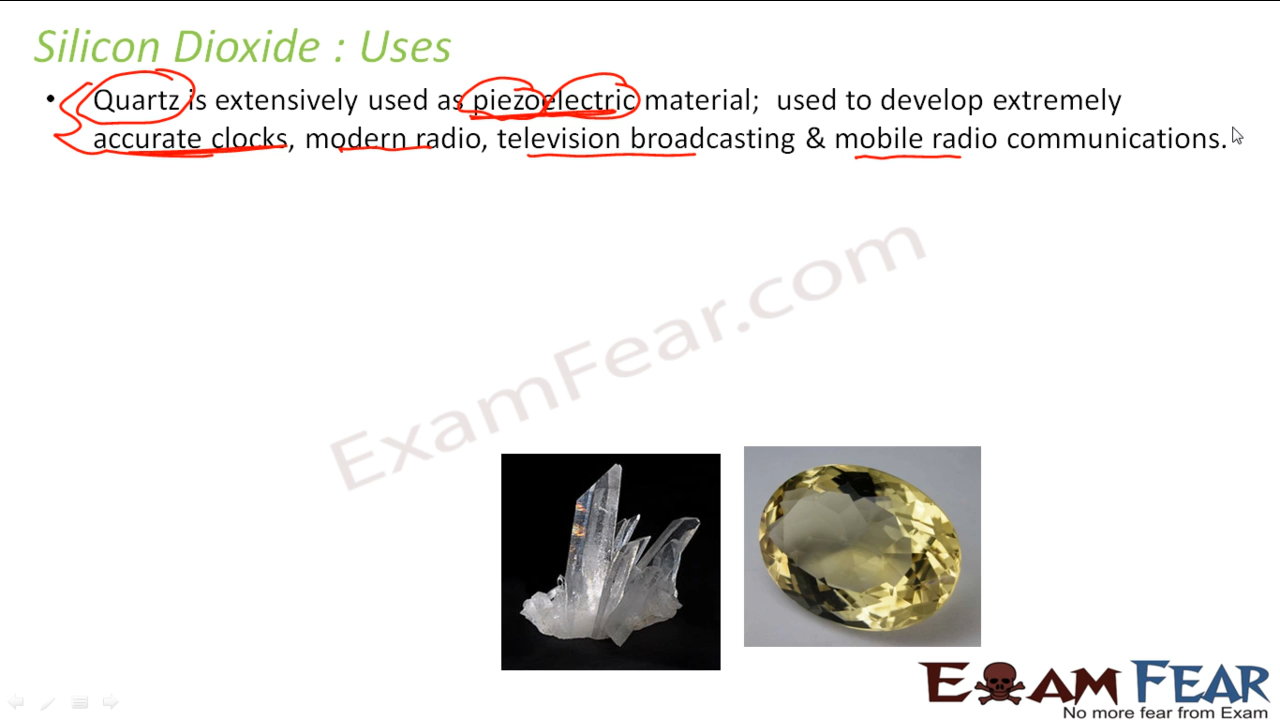 Silicon Dioxide : Uses
• Quartz is extensively used as piezoelectric material; used to develop extremely
accurate clocks, modern radio, television broadcasting & mobile radio communications.
ExamFear.com
EXAM FEAR
No more fear from Exam